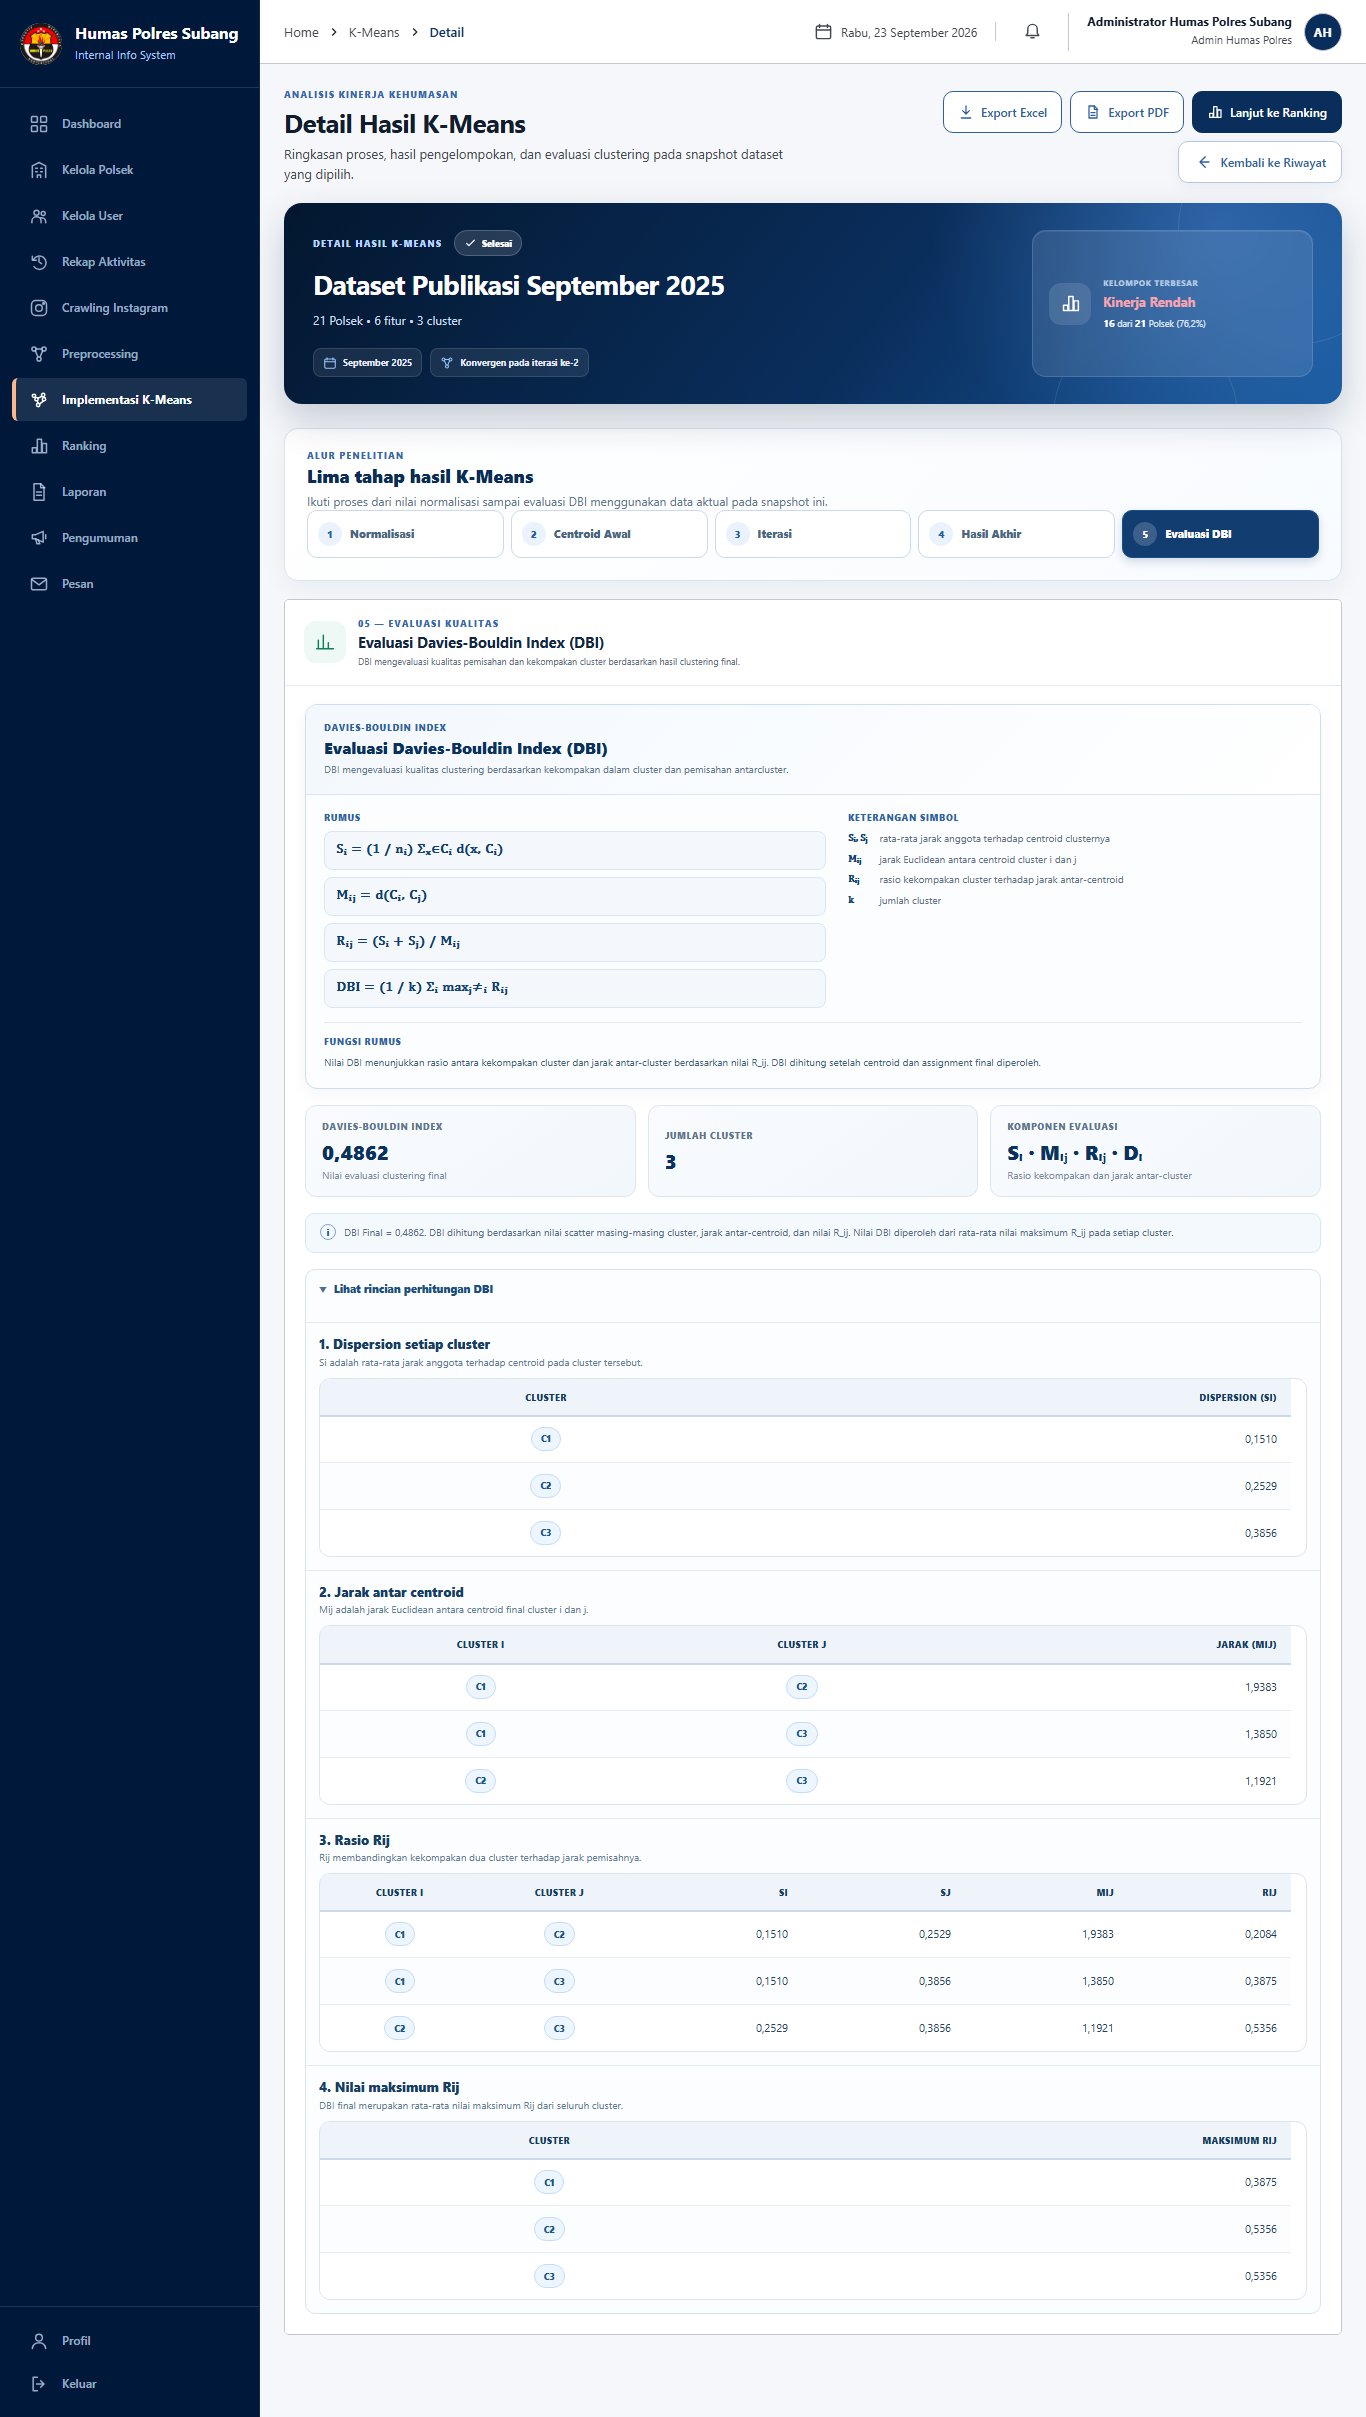 Humas Polres Subang
Internal Info System
Dashboard
Kelola Polsek
Kelola User
Rekap Aktivitas
Crawling Instagram
Preprocessing
Implementasi K-Means
Ranking
Laporan
Pengumuman
Pesan
Profil
Keluar
Home > K-Means > Detail
Rabu, 23 September 2026
Administrator Humas Polres Subang
Admin Humas Polres
AH
ANALISIS KINERJA KEHUMASAN
Detail Hasil K-Means
Ringkasan proses, hasil pengelompokan, dan evaluasi clustering pada snapshot dataset
yang dipilih.
Export Excel
Export PDF
Lanjut ke Ranking
Kembali ke Riwayat
DETAIL HASIL K-MEANS
Selesai
Dataset Publikasi September 2025
21 Polsek • 6 fitur • 3 cluster
September 2025
Konvergen pada iterasi ke-2
KELOMPOK TERBESAR
Kinerja Rendah
16 dari 21 Polsek (76,2%)
ALUR PENELITIAN
Lima tahap hasil K-Means
Ikuti proses dari nilai normalisasi sampai evaluasi DBI menggunakan data aktual pada snapshot ini.
1 Normalisasi
2 Centroid Awal
3 Iterasi
4 Hasil Akhir
5 Evaluasi DBI
05 — EVALUASI KUALITAS
Evaluasi Davies-Bouldin Index (DBI)
DBI mengevaluasi kualitas pemisahan dan kekompakan cluster berdasarkan hasil clustering final.
DAVIES-BOULDIN INDEX
Evaluasi Davies-Bouldin Index (DBI)
DBI mengevaluasi kualitas clustering berdasarkan kekompakan dalam cluster dan pemisahan antarcluster.
RUMUS
Sᵢ = (1 / nᵢ) Σₓ∈Cᵢ d(x, Cᵢ)
Mᵢⱼ = d(Cᵢ, Cⱼ)
Rᵢⱼ = (Sᵢ + Sⱼ) / Mᵢⱼ
DBI = (1 / k) Σᵢ maxⱼ≠ᵢ Rᵢⱼ
KETERANGAN SIMBOL
Sᵢ, Sⱼ rata-rata jarak anggota terhadap centroid clusternya
Mᵢⱼ jarak Euclidean antara centroid cluster i dan j
Rᵢⱼ rasio kekompakan cluster terhadap jarak antar-centroid
k jumlah cluster
FUNGSI RUMUS
Nilai DBI menunjukkan rasio antara kekompakan cluster dan jarak antar-cluster berdasarkan nilai R_ij. DBI dihitung setelah centroid dan assignment final diperoleh.
DAVIES-BOULDIN INDEX
0,4862
Nilai evaluasi clustering final
JUMLAH CLUSTER
3
KOMPONEN EVALUASI
Sᵢ • Mᵢⱼ • Rᵢⱼ • Dᵢ
Rasio kekompakan dan jarak antar-cluster
DBI Final = 0,4862. DBI dihitung berdasarkan nilai scatter masing-masing cluster, jarak antar-centroid, dan nilai R_ij. Nilai DBI diperoleh dari rata-rata nilai maksimum R_ij pada setiap cluster.
▼ Lihat rincian perhitungan DBI
1. Dispersion setiap cluster
Si adalah rata-rata jarak anggota terhadap centroid pada cluster tersebut.
CLUSTER DISPERSION (SI)
C1 0,1510
C2 0,2529
C3 0,3856
2. Jarak antar centroid
Mij adalah jarak Euclidean antara centroid final cluster i dan j.
CLUSTER I CLUSTER J JARAK (MIJ)
C1 C2 1,9383
C1 C3 1,3850
C2 C3 1,1921
3. Rasio Rij
Rij membandingkan kekompakan dua cluster terhadap jarak pemisahnya.
CLUSTER I CLUSTER J SI SJ MIJ RIJ
C1 C2 0,1510 0,2529 1,9383 0,2084
C1 C3 0,1510 0,3856 1,3850 0,3875
C2 C3 0,2529 0,3856 1,1921 0,5356
4. Nilai maksimum Rij
DBI final merupakan rata-rata nilai maksimum Rij dari seluruh cluster.
CLUSTER MAKSIMUM RIJ
C1 0,3875
C2 0,5356
C3 0,5356